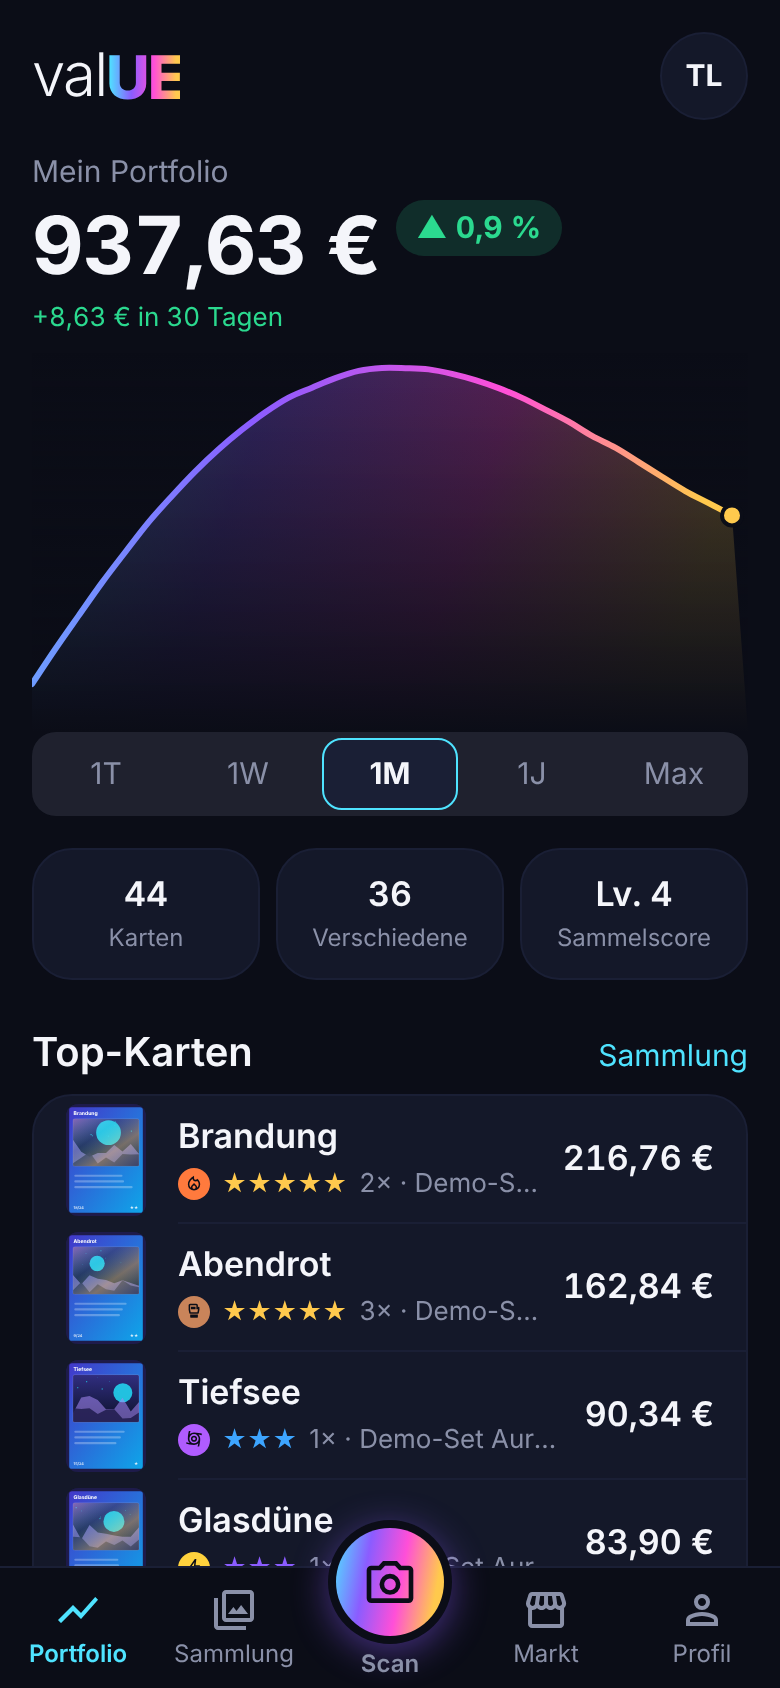 valUE
TL
Mein Portfolio
937,63 €
▲ 0,9 %
+8,63 € in 30 Tagen
1T 1W 1M 1J Max
44 36 Lv. 4
Karten Verschiedene Sammelscore
Top-Karten Sammlung
Brandung
★★★★★ 2× · Demo-S...
216,76 €
Abendrot
★★★★★ 3× · Demo-S...
162,84 €
Tiefsee
★★★ 1× · Demo-Set Aur...
90,34 €
Glasdüne
83,90 €
Portfolio Sammlung Scan Markt Profil